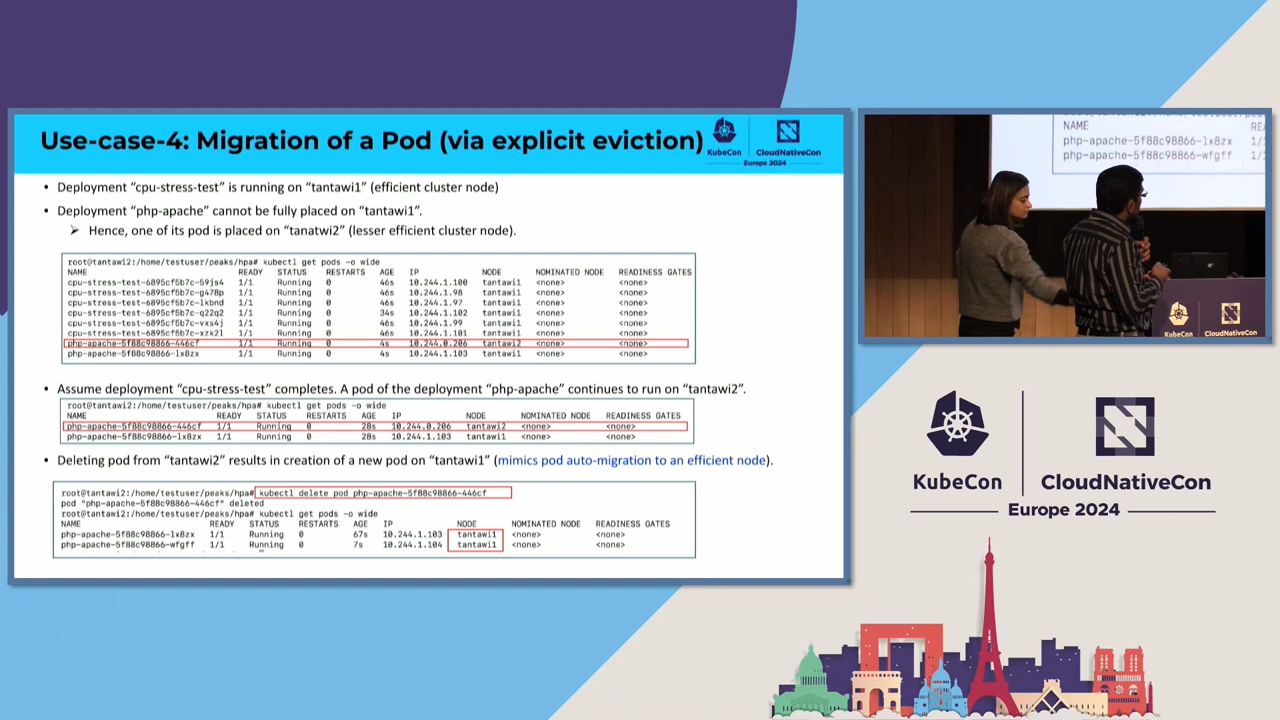 Use-case-4: Migration of a Pod (via explicit eviction)
KubeCon
CloudNativeCon
Europe 2024
• Deployment “cpu-stress-test” is running on “tantawi1” (efficient cluster node)
• Deployment “php-apache” cannot be fully placed on “tantawi1”.
➢ Hence, one of its pod is placed on “tanatwi2” (lesser efficient cluster node).
root@tantawi2:/home/testuser/peaks/hpa# kubectl get pods -o wide
NAME READY STATUS RESTARTS AGE IP NODE NOMINATED NODE READINESS GATES
cpu-stress-test-6895cf5b7c-59js4 1/1 Running 0 46s 10.244.1.100 tantawi1 <none> <none>
cpu-stress-test-6895cf5b7c-g478p 1/1 Running 0 46s 10.244.1.98 tantawi1 <none> <none>
cpu-stress-test-6895cf5b7c-lkbnd 1/1 Running 0 46s 10.244.1.97 tantawi1 <none> <none>
cpu-stress-test-6895cf5b7c-q22q2 1/1 Running 0 34s 10.244.1.102 tantawi1 <none> <none>
cpu-stress-test-6895cf5b7c-vxs4j 1/1 Running 0 46s 10.244.1.99 tantawi1 <none> <none>
cpu-stress-test-6895cf5b7c-xzk2l 1/1 Running 0 46s 10.244.1.101 tantawi1 <none> <none>
php-apache-5f88c98866-446cf 1/1 Running 0 4s 10.244.0.206 tantawi2 <none> <none>
php-apache-5f88c98866-lx8zx 1/1 Running 0 4s 10.244.1.103 tantawi1 <none> <none>
• Assume deployment “cpu-stress-test” completes. A pod of the deployment “php-apache” continues to run on “tantawi2”.
root@tantawi2:/home/testuser/peaks/hpa# kubectl get pods -o wide
NAME READY STATUS RESTARTS AGE IP NODE NOMINATED NODE READINESS GATES
php-apache-5f88c98866-446cf 1/1 Running 0 28s 10.244.0.206 tantawi2 <none> <none>
php-apache-5f88c98866-lx8zx 1/1 Running 0 28s 10.244.1.103 tantawi1 <none> <none>
• Deleting pod from “tantawi2” results in creation of a new pod on “tantawi1” (mimics pod auto-migration to an efficient node).
root@tantawi2:/home/testuser/peaks/hpa# kubectl delete pod php-apache-5f88c98866-446cf
pod "php-apache-5f88c98866-446cf" deleted
root@tantawi2:/home/testuser/peaks/hpa# kubectl get pods -o wide
NAME READY STATUS RESTARTS AGE IP NODE NOMINATED NODE READINESS GATES
php-apache-5f88c98866-lx8zx 1/1 Running 0 67s 10.244.1.103 tantawi1 <none> <none>
php-apache-5f88c98866-wfgff 1/1 Running 0 7s 10.244.1.104 tantawi1 <none> <none>
NAME
php-apache-5f88c98866-lx8zx 1/
php-apache-5f88c98866-wfgff 1/
KubeCon
CloudNativeCon
KubeCon
CloudNativeCon
Europe 2024